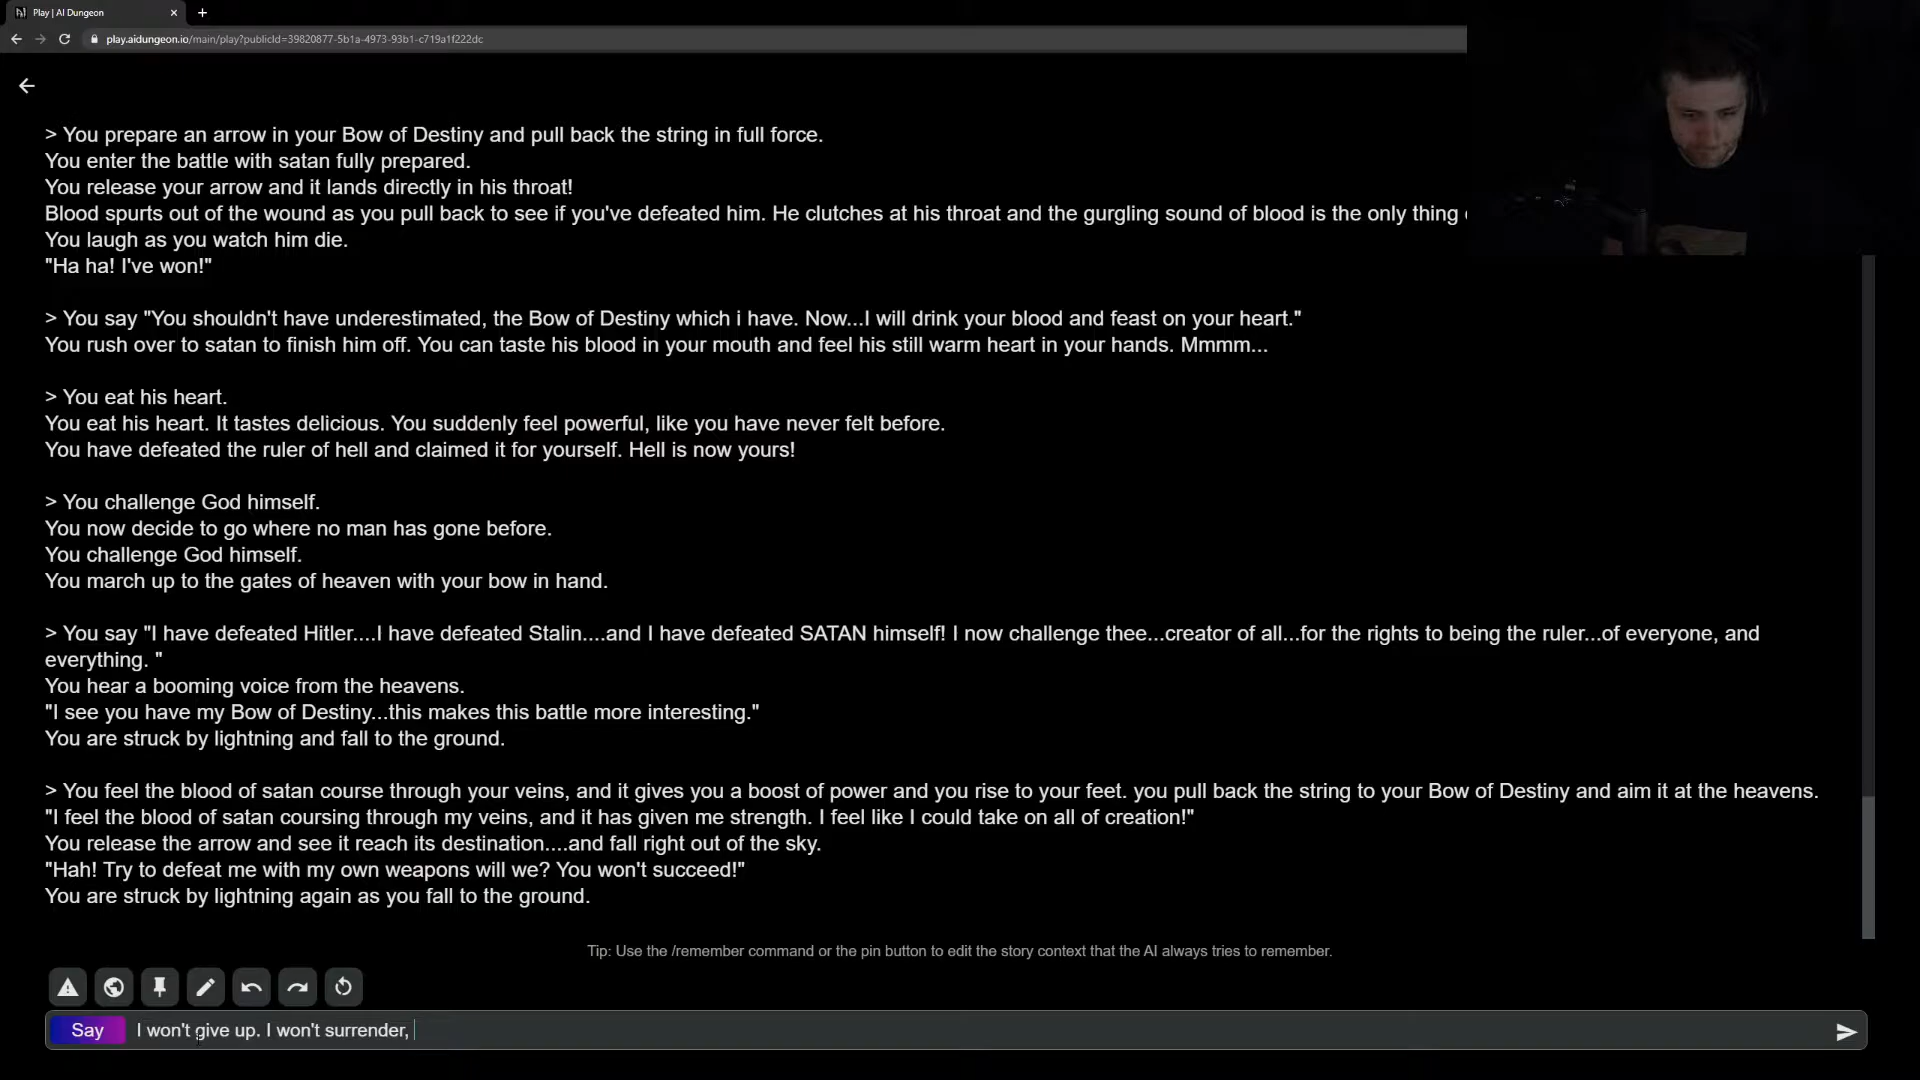 Play | AI Dungeon
play.aidungeon.io/main/play?publicId=39820877-5b1a-4973-93b1-c719a1f222dc
> You prepare an arrow in your Bow of Destiny and pull back the string in full force.
You enter the battle with satan fully prepared.
You release your arrow and it lands directly in his throat!
Blood spurts out of the wound as you pull back to see if you've defeated him. He clutches at his throat and the gurgling sound of blood is the only thing
You laugh as you watch him die.
"Ha ha! I've won!"
> You say "You shouldn't have underestimated, the Bow of Destiny which i have. Now...I will drink your blood and feast on your heart."
You rush over to satan to finish him off. You can taste his blood in your mouth and feel his still warm heart in your hands. Mmmm...
> You eat his heart.
You eat his heart. It tastes delicious. You suddenly feel powerful, like you have never felt before.
You have defeated the ruler of hell and claimed it for yourself. Hell is now yours!
> You challenge God himself.
You now decide to go where no man has gone before.
You challenge God himself.
You march up to the gates of heaven with your bow in hand.
> You say "I have defeated Hitler....I have defeated Stalin....and I have defeated SATAN himself! I now challenge thee...creator of all...for the rights to being the ruler...of everyone, and
everything. "
You hear a booming voice from the heavens.
"I see you have my Bow of Destiny...this makes this battle more interesting."
You are struck by lightning and fall to the ground.
> You feel the blood of satan course through your veins, and it gives you a boost of power and you rise to your feet. you pull back the string to your Bow of Destiny and aim it at the heavens.
"I feel the blood of satan coursing through my veins, and it has given me strength. I feel like I could take on all of creation!"
You release the arrow and see it reach its destination....and fall right out of the sky.
"Hah! Try to defeat me with my own weapons will we? You won't succeed!"
You are struck by lightning again as you fall to the ground.
Tip: Use the /remember command or the pin button to edit the story context that the AI always tries to remember.
Say I won't give up. I won't surrender,